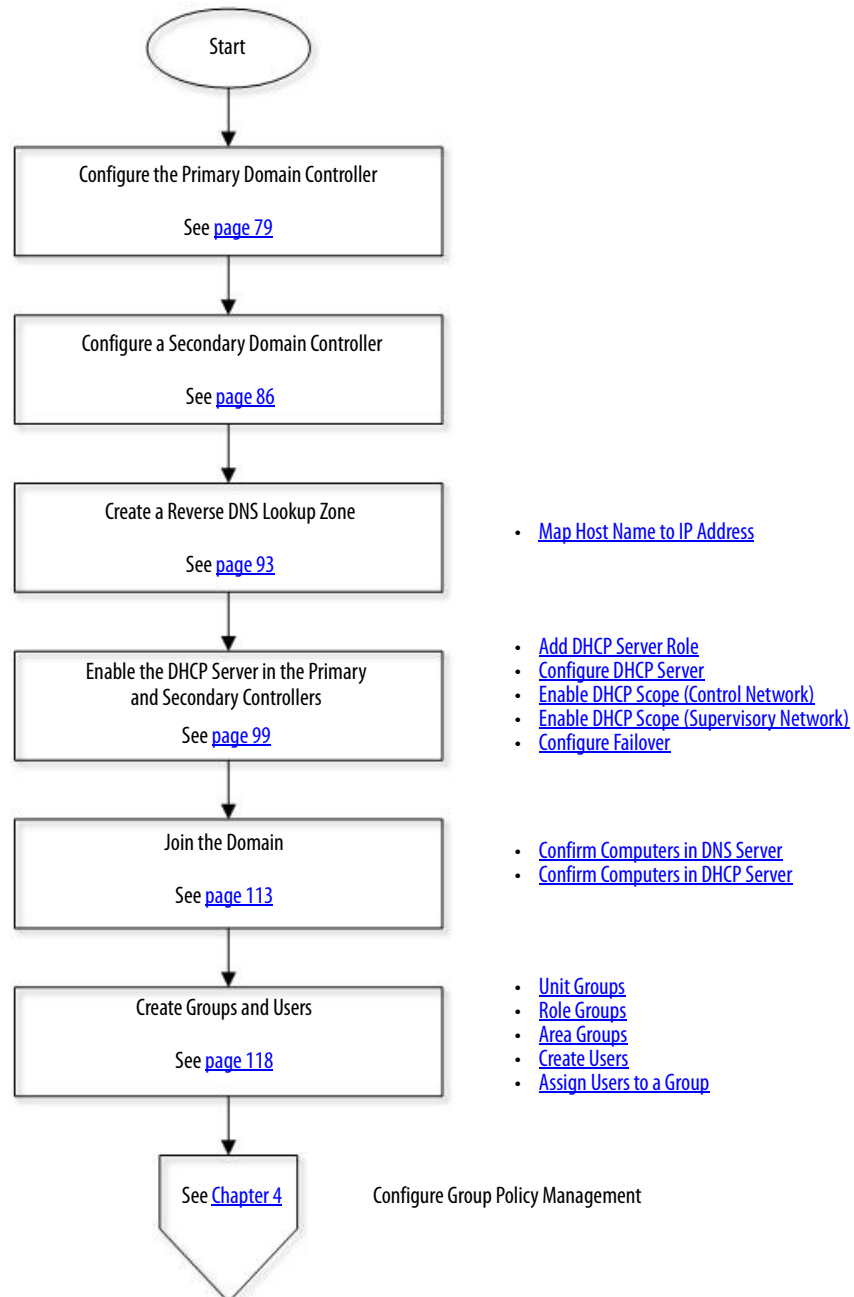 Start
Configure the Primary Domain Controller
See page 79
Configure a Secondary Domain Controller
See page 86
Create a Reverse DNS Lookup Zone
See page 93
• Map Host Name to IP Address
Enable the DHCP Server in the Primary
and Secondary Controllers
See page 99
• Add DHCP Server Role
• Configure DHCP Server
• Enable DHCP Scope (Control Network)
• Enable DHCP Scope (Supervisory Network)
• Configure Failover
Join the Domain
See page 113
• Confirm Computers in DNS Server
• Confirm Computers in DHCP Server
Create Groups and Users
See page 118
• Unit Groups
• Role Groups
• Area Groups
• Create Users
• Assign Users to a Group
See Chapter 4
Configure Group Policy Management